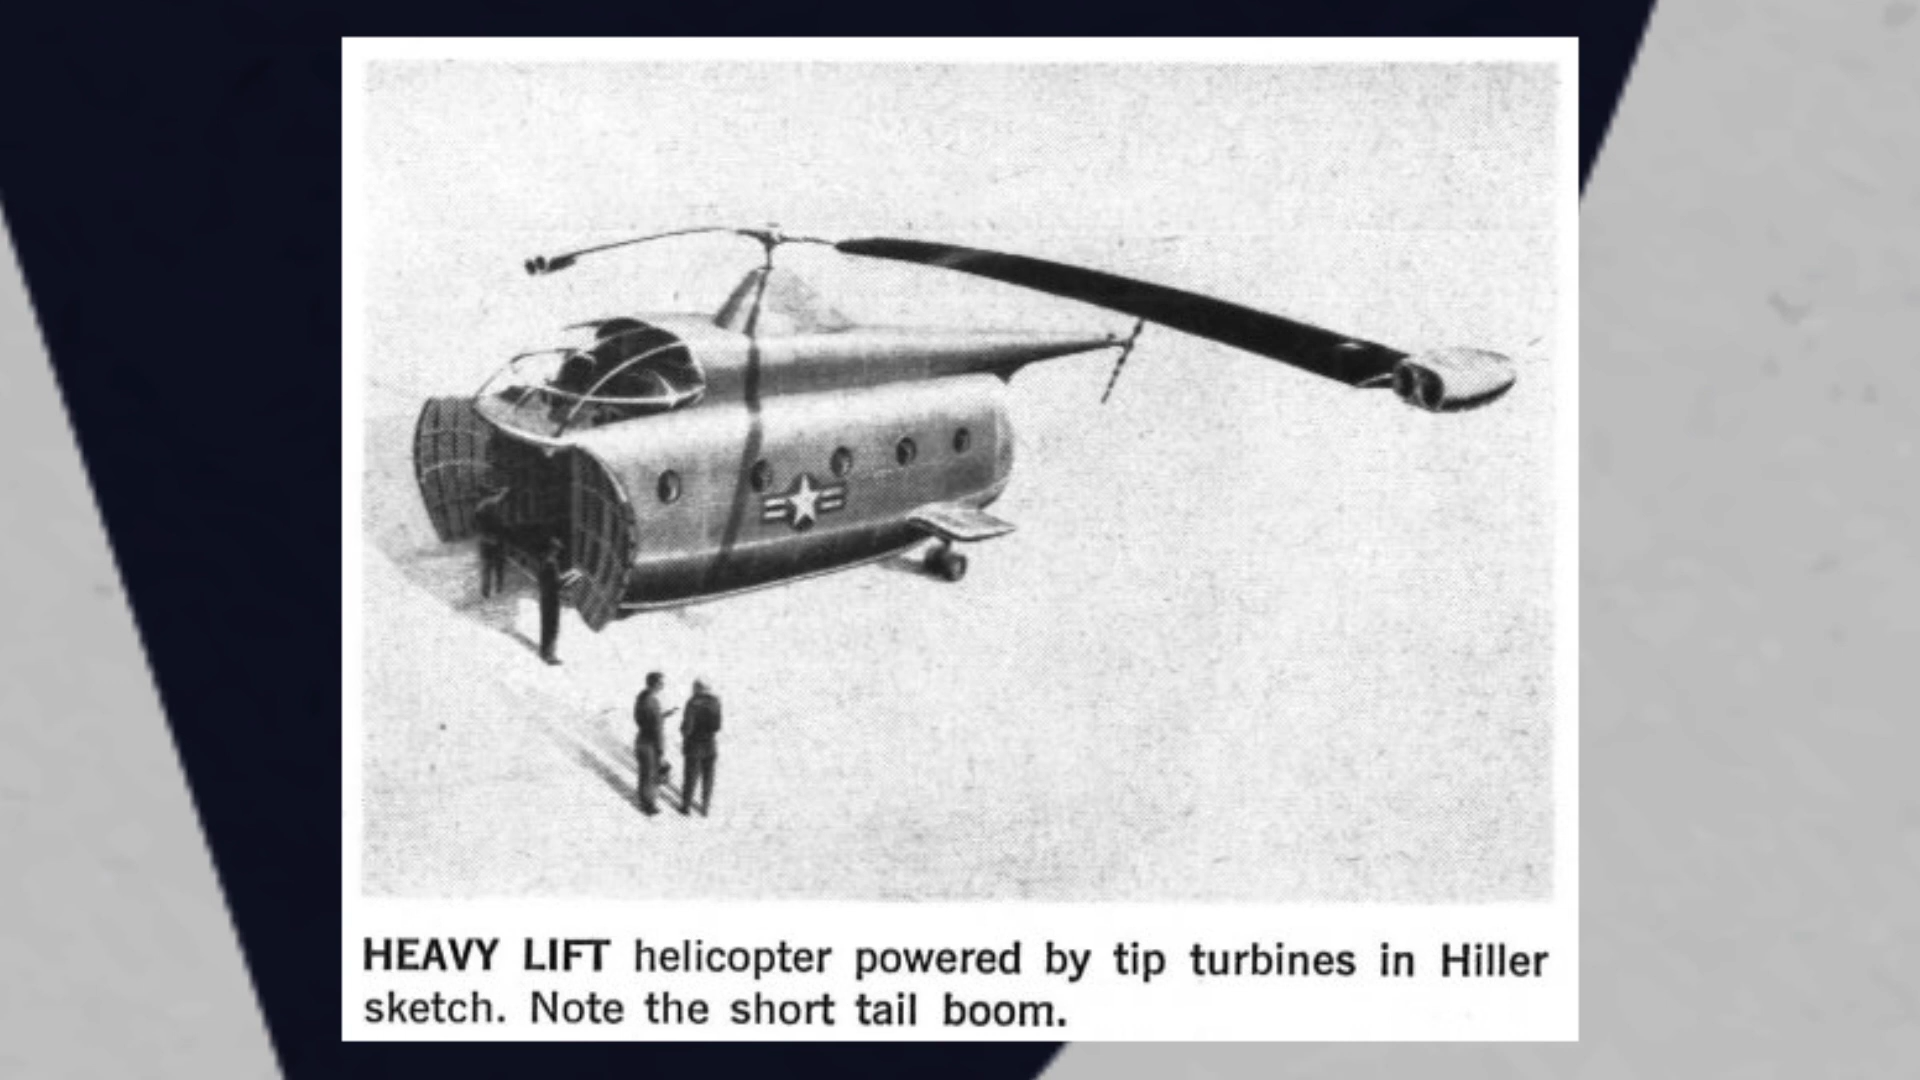 HEAVY LIFT helicopter powered by tip turbines in Hiller
sketch. Note the short tail boom.